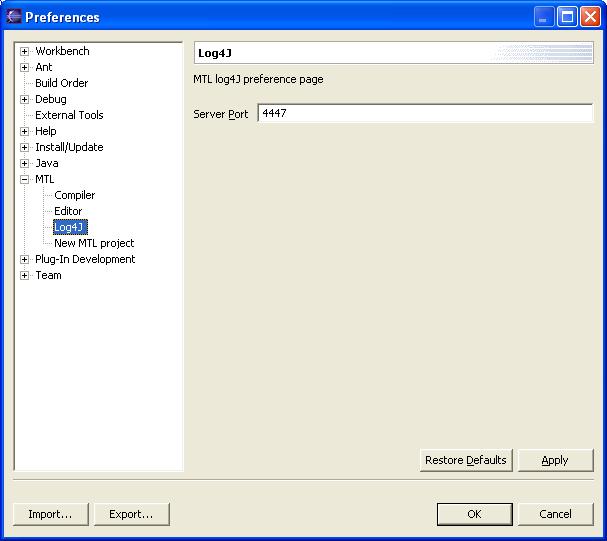 Preferences
Workbench
Ant
Build Order
Debug
External Tools
Help
Install/Update
Java
MTL
Compiler
Editor
Log4J
New MTL project
Plug-In Development
Team
Log4J
MTL log4J preference page
Server Port 4447
Restore Defaults Apply
Import... Export... OK Cancel